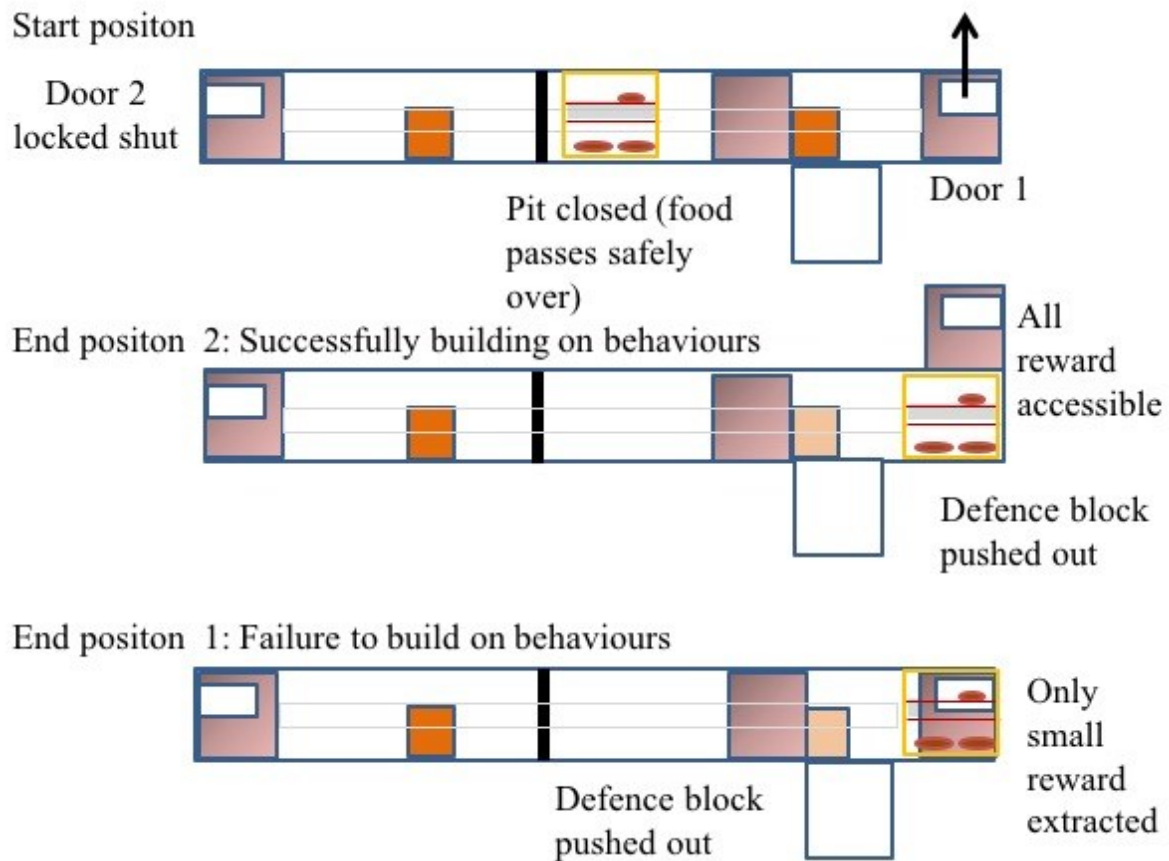 Start positon
Door 2
locked shut
Door 1
Pit closed (food
passes safely
over)
End positon  2: Successfully building on behaviours
All
reward
accessible
Defence block
pushed out
End positon  1: Failure to build on behaviours
Only
small
reward
extracted
Defence block
pushed out